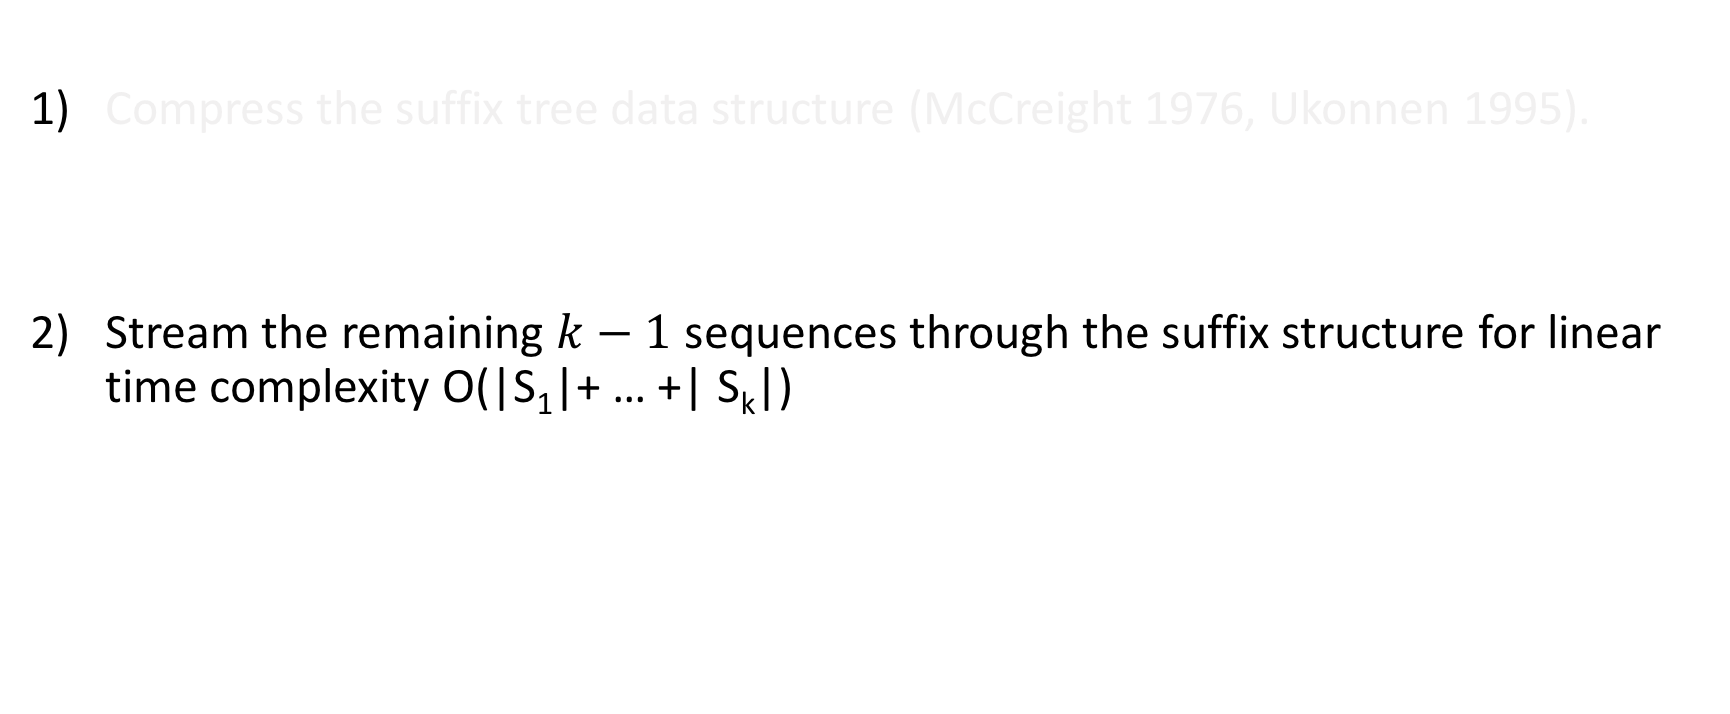 1) Compress the suffix tree data structure (McCreight 1976, Ukonnen 1995).
2) Stream the remaining k − 1 sequences through the suffix structure for linear
time complexity O(|S₁|+ ... +| Sₖ|)